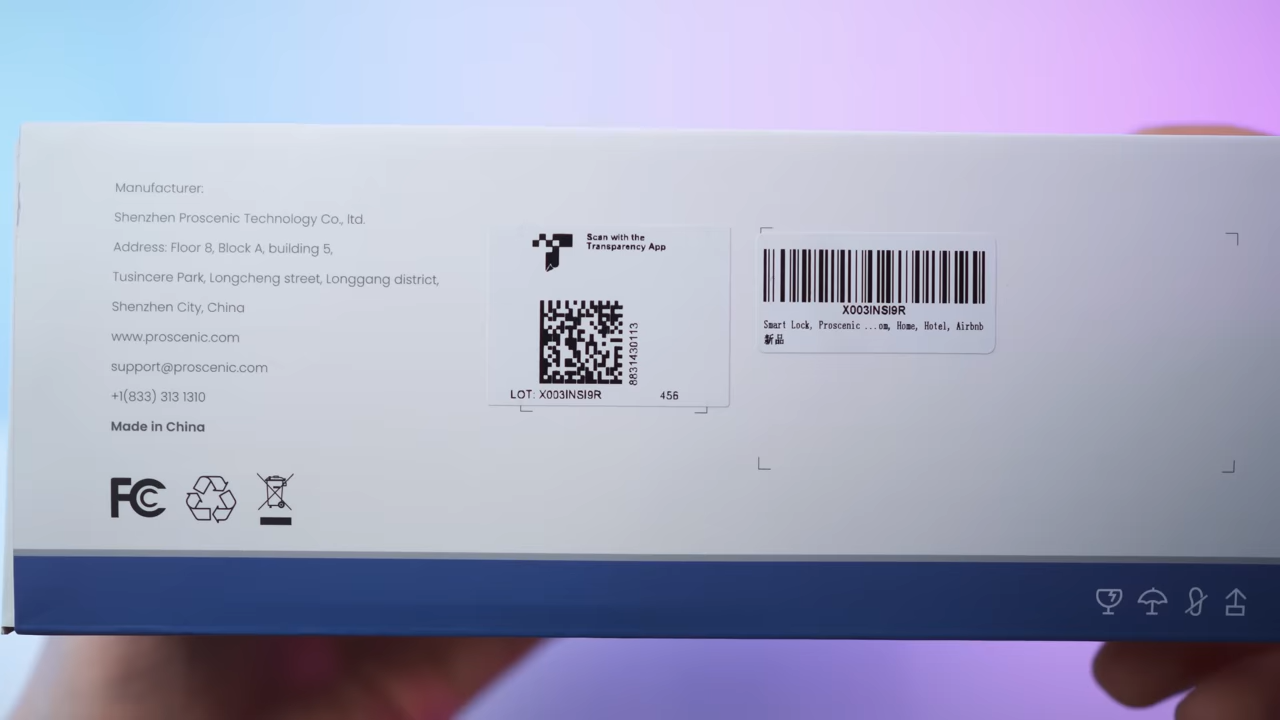 Manufacturer:
Shenzhen Proscenic Technology Co., ltd.
Address: Floor 8, Block A, building 5,
Tusincere Park, Longcheng street, Longgang district,
Shenzhen City, China
www.proscenic.com
support@proscenic.com
+1(833) 313 1310
Made in China
FC
Scan with the
Transparency App
8831430113
LOT: X003INSI9R 456
X003INSI9R
Smart Lock, Proscenic ...om, Home, Hotel, Airbnb
新品